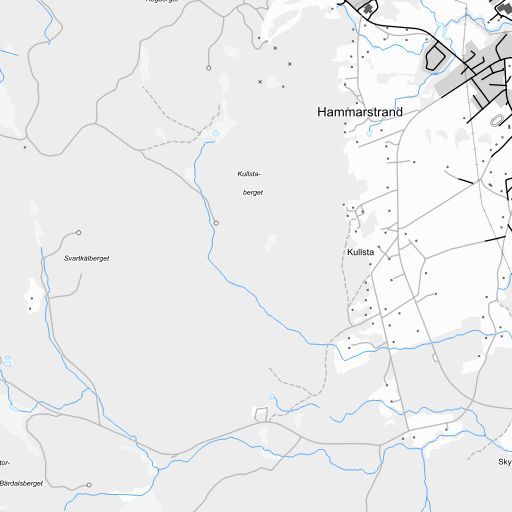 Hammarstrand
Kullsta-
berget
Kullsta
Svartkälberget
Bärdalsberget